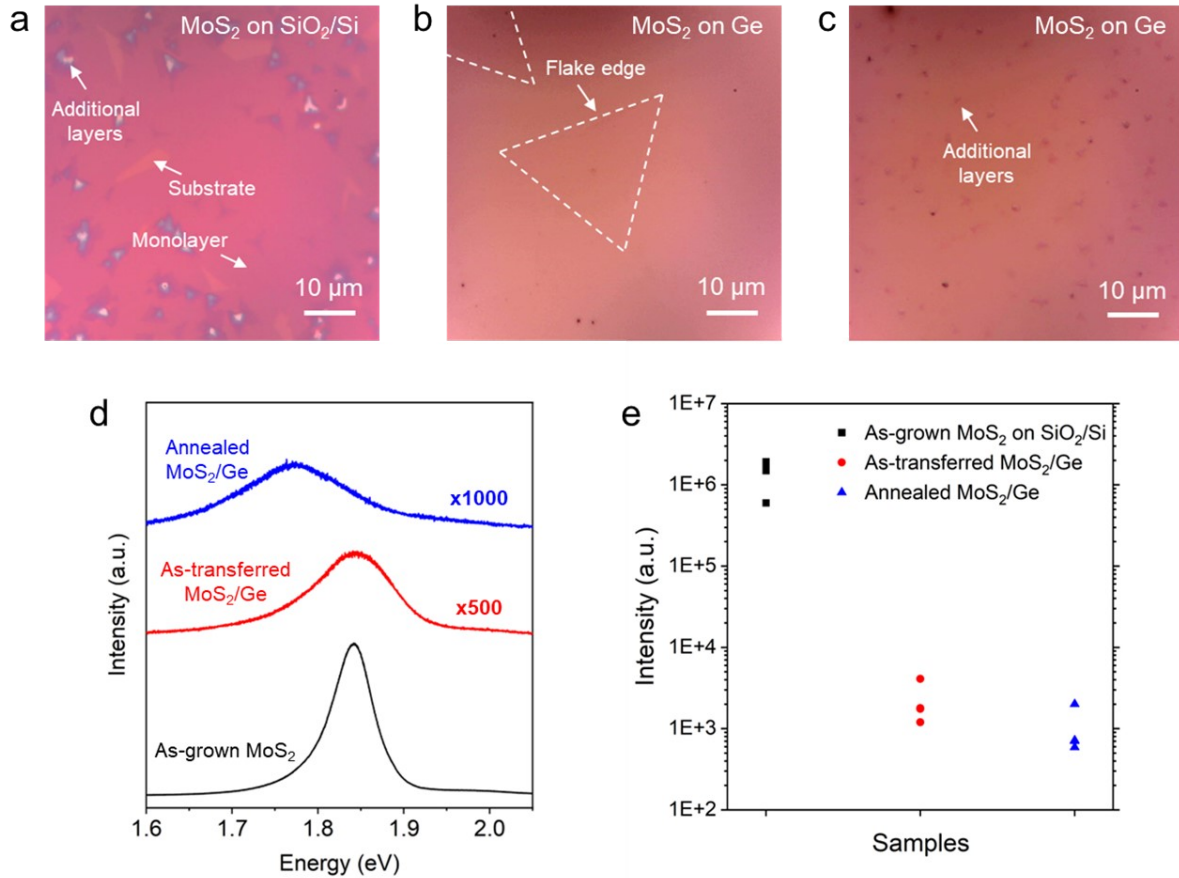 a
MoS₂ on SiO₂/Si
Additional
layers
Substrate
Monolayer
10 μm
b
MoS₂ on Ge
Flake edge
10 μm
c
MoS₂ on Ge
Additional
layers
10 μm
d
Annealed
MoS₂/Ge
x1000
As-transferred
MoS₂/Ge
x500
As-grown MoS₂
Intensity (a.u.)
1.6 1.7 1.8 1.9 2.0
Energy (eV)
e
1E+7
1E+6
1E+5
1E+4
1E+3
1E+2
Intensity (a.u.)
As-grown MoS₂ on SiO₂/Si
As-transferred MoS₂/Ge
Annealed MoS₂/Ge
Samples